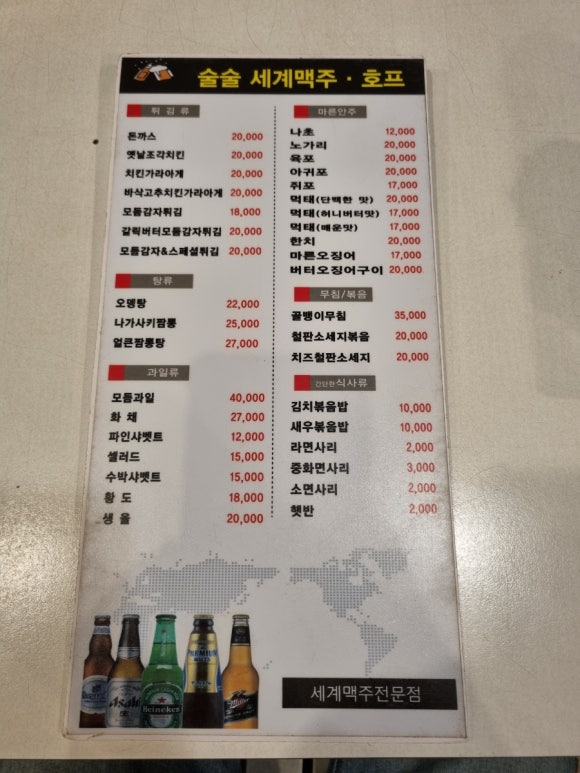 술술 세계맥주 · 호프
튀 김 류
돈까스 20,000
옛날조각치킨 20,000
치킨가라아게 20,000
바삭고추치킨가라아게 20,000
모듬감자튀김 18,000
갈릭버터모듬감자튀김 20,000
모듬감자&스페셜튀김 20,000
탕류
오뎅탕 22,000
나가사키짬뽕 25,000
얼큰짬뽕탕 27,000
과일류
모듬과일 40,000
화 채 27,000
파인샤벳트 12,000
샐러드 15,000
수박샤벳트 15,000
황 도 18,000
생 율 20,000
마른안주
나초 12,000
노가리 20,000
육포 20,000
아귀포 20,000
쥐포 17,000
먹태(단백한 맛) 20,000
먹태(허니버터맛) 17,000
먹태(매운맛) 17,000
한치 20,000
마른오징어 17,000
버터오징어구이 20,000
무침/볶음
골뱅이무침 35,000
철판소세지볶음 20,000
치즈철판소세지 20,000
간단한식사류
김치볶음밥 10,000
새우볶음밥 10,000
라면사리 2,000
중화면사리 3,000
소면사리 2,000
햇반 2,000
Asahi
Heineken
PREMIUM
MALT'S
Miller
세계맥주전문점